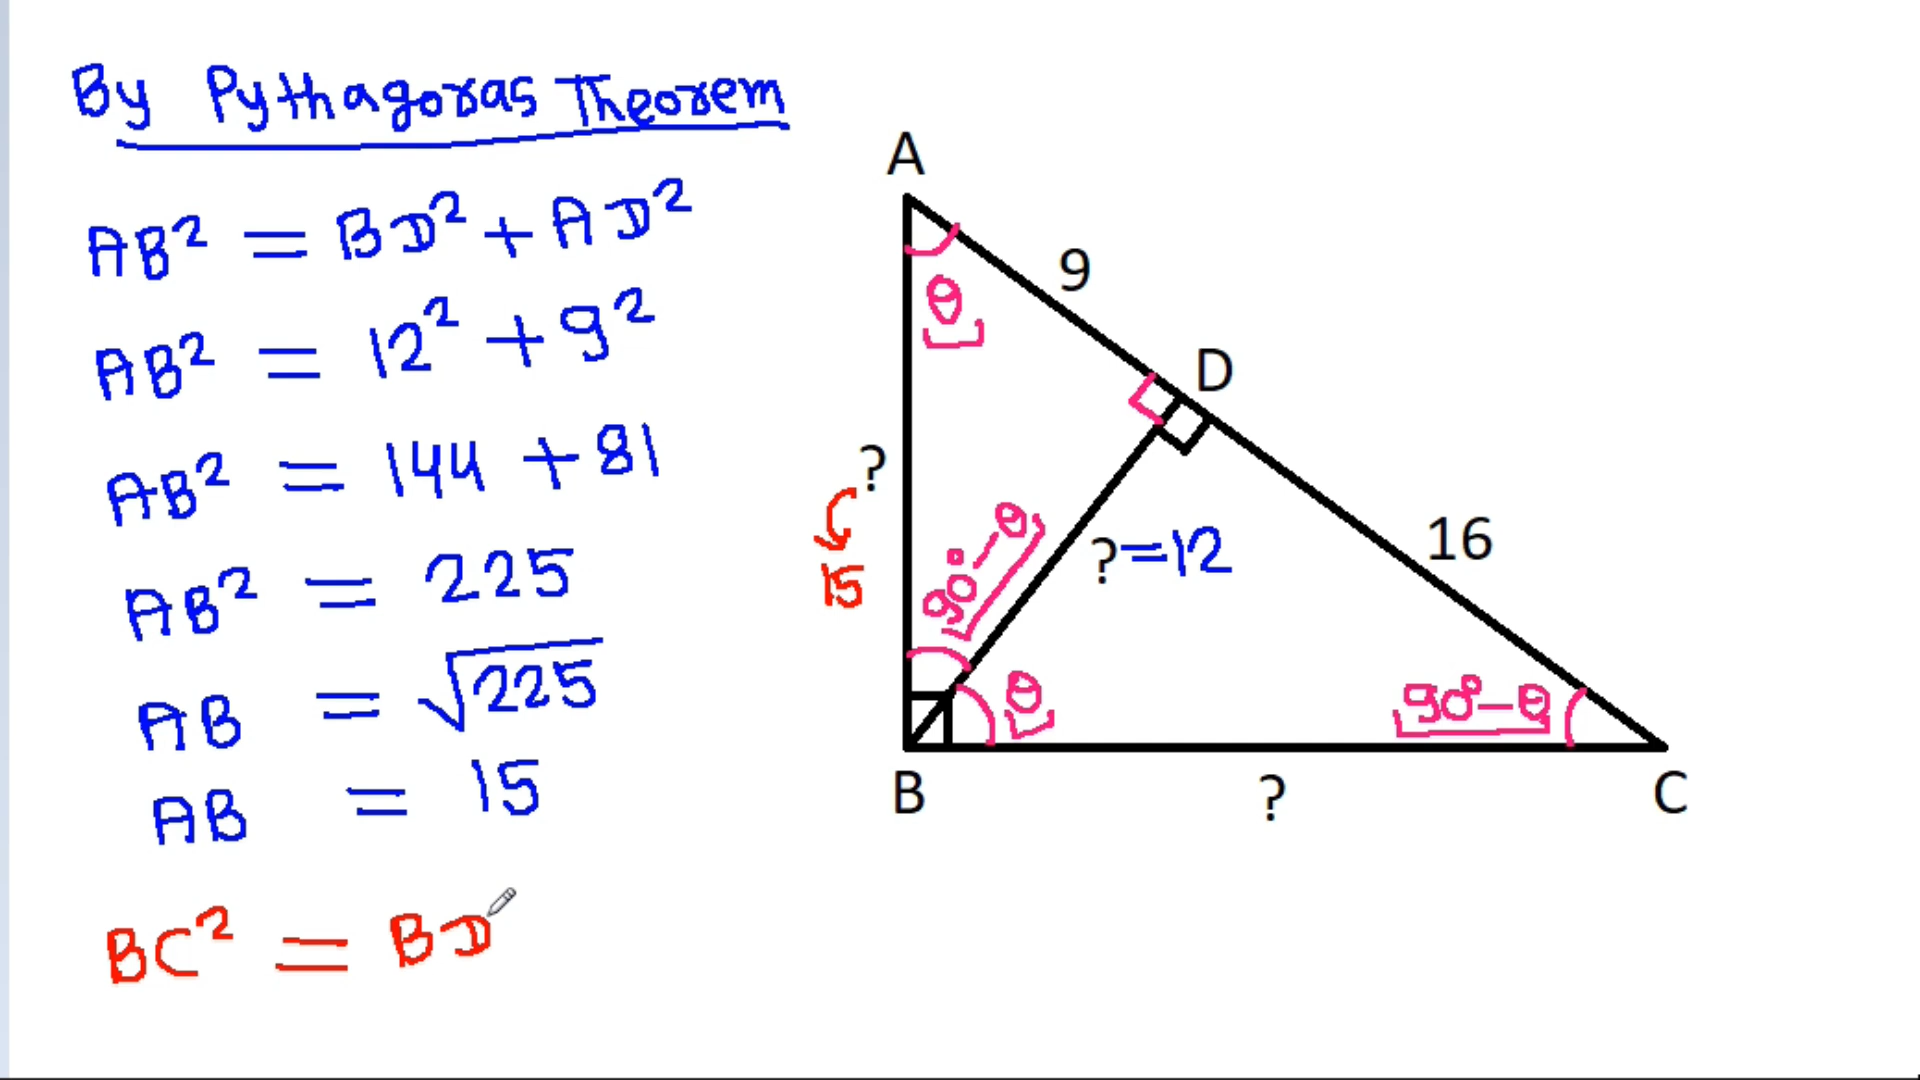 By Pythagoras Theorem
AB² = BD² + AD²
AB² = 12² + 9²
AB² = 144 + 81
AB² = 225
AB = √225
AB = 15
BC² = BD
A
9
θ
D
?
15
90°-θ
?=12
16
θ
90°-θ
B
?
C